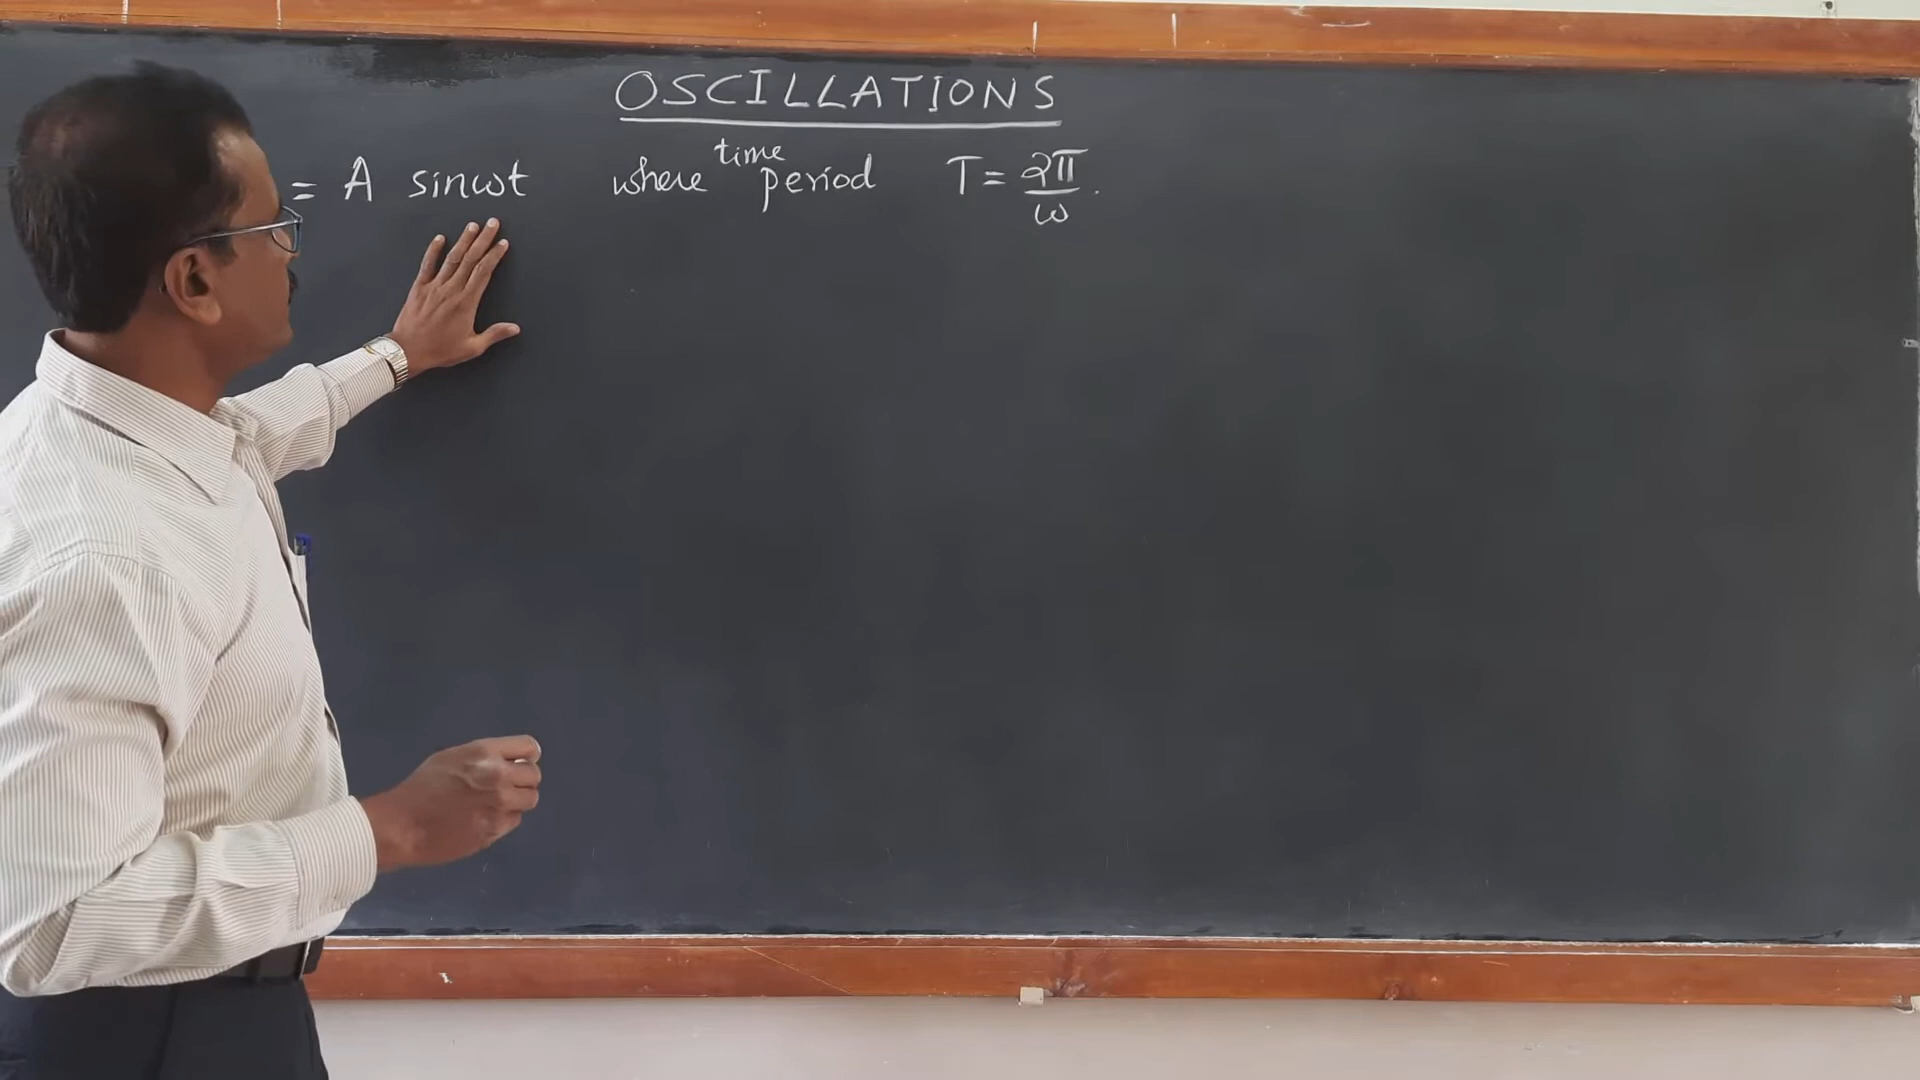 OSCILLATIONS
= A sinωt where time period T = 2π/ω.